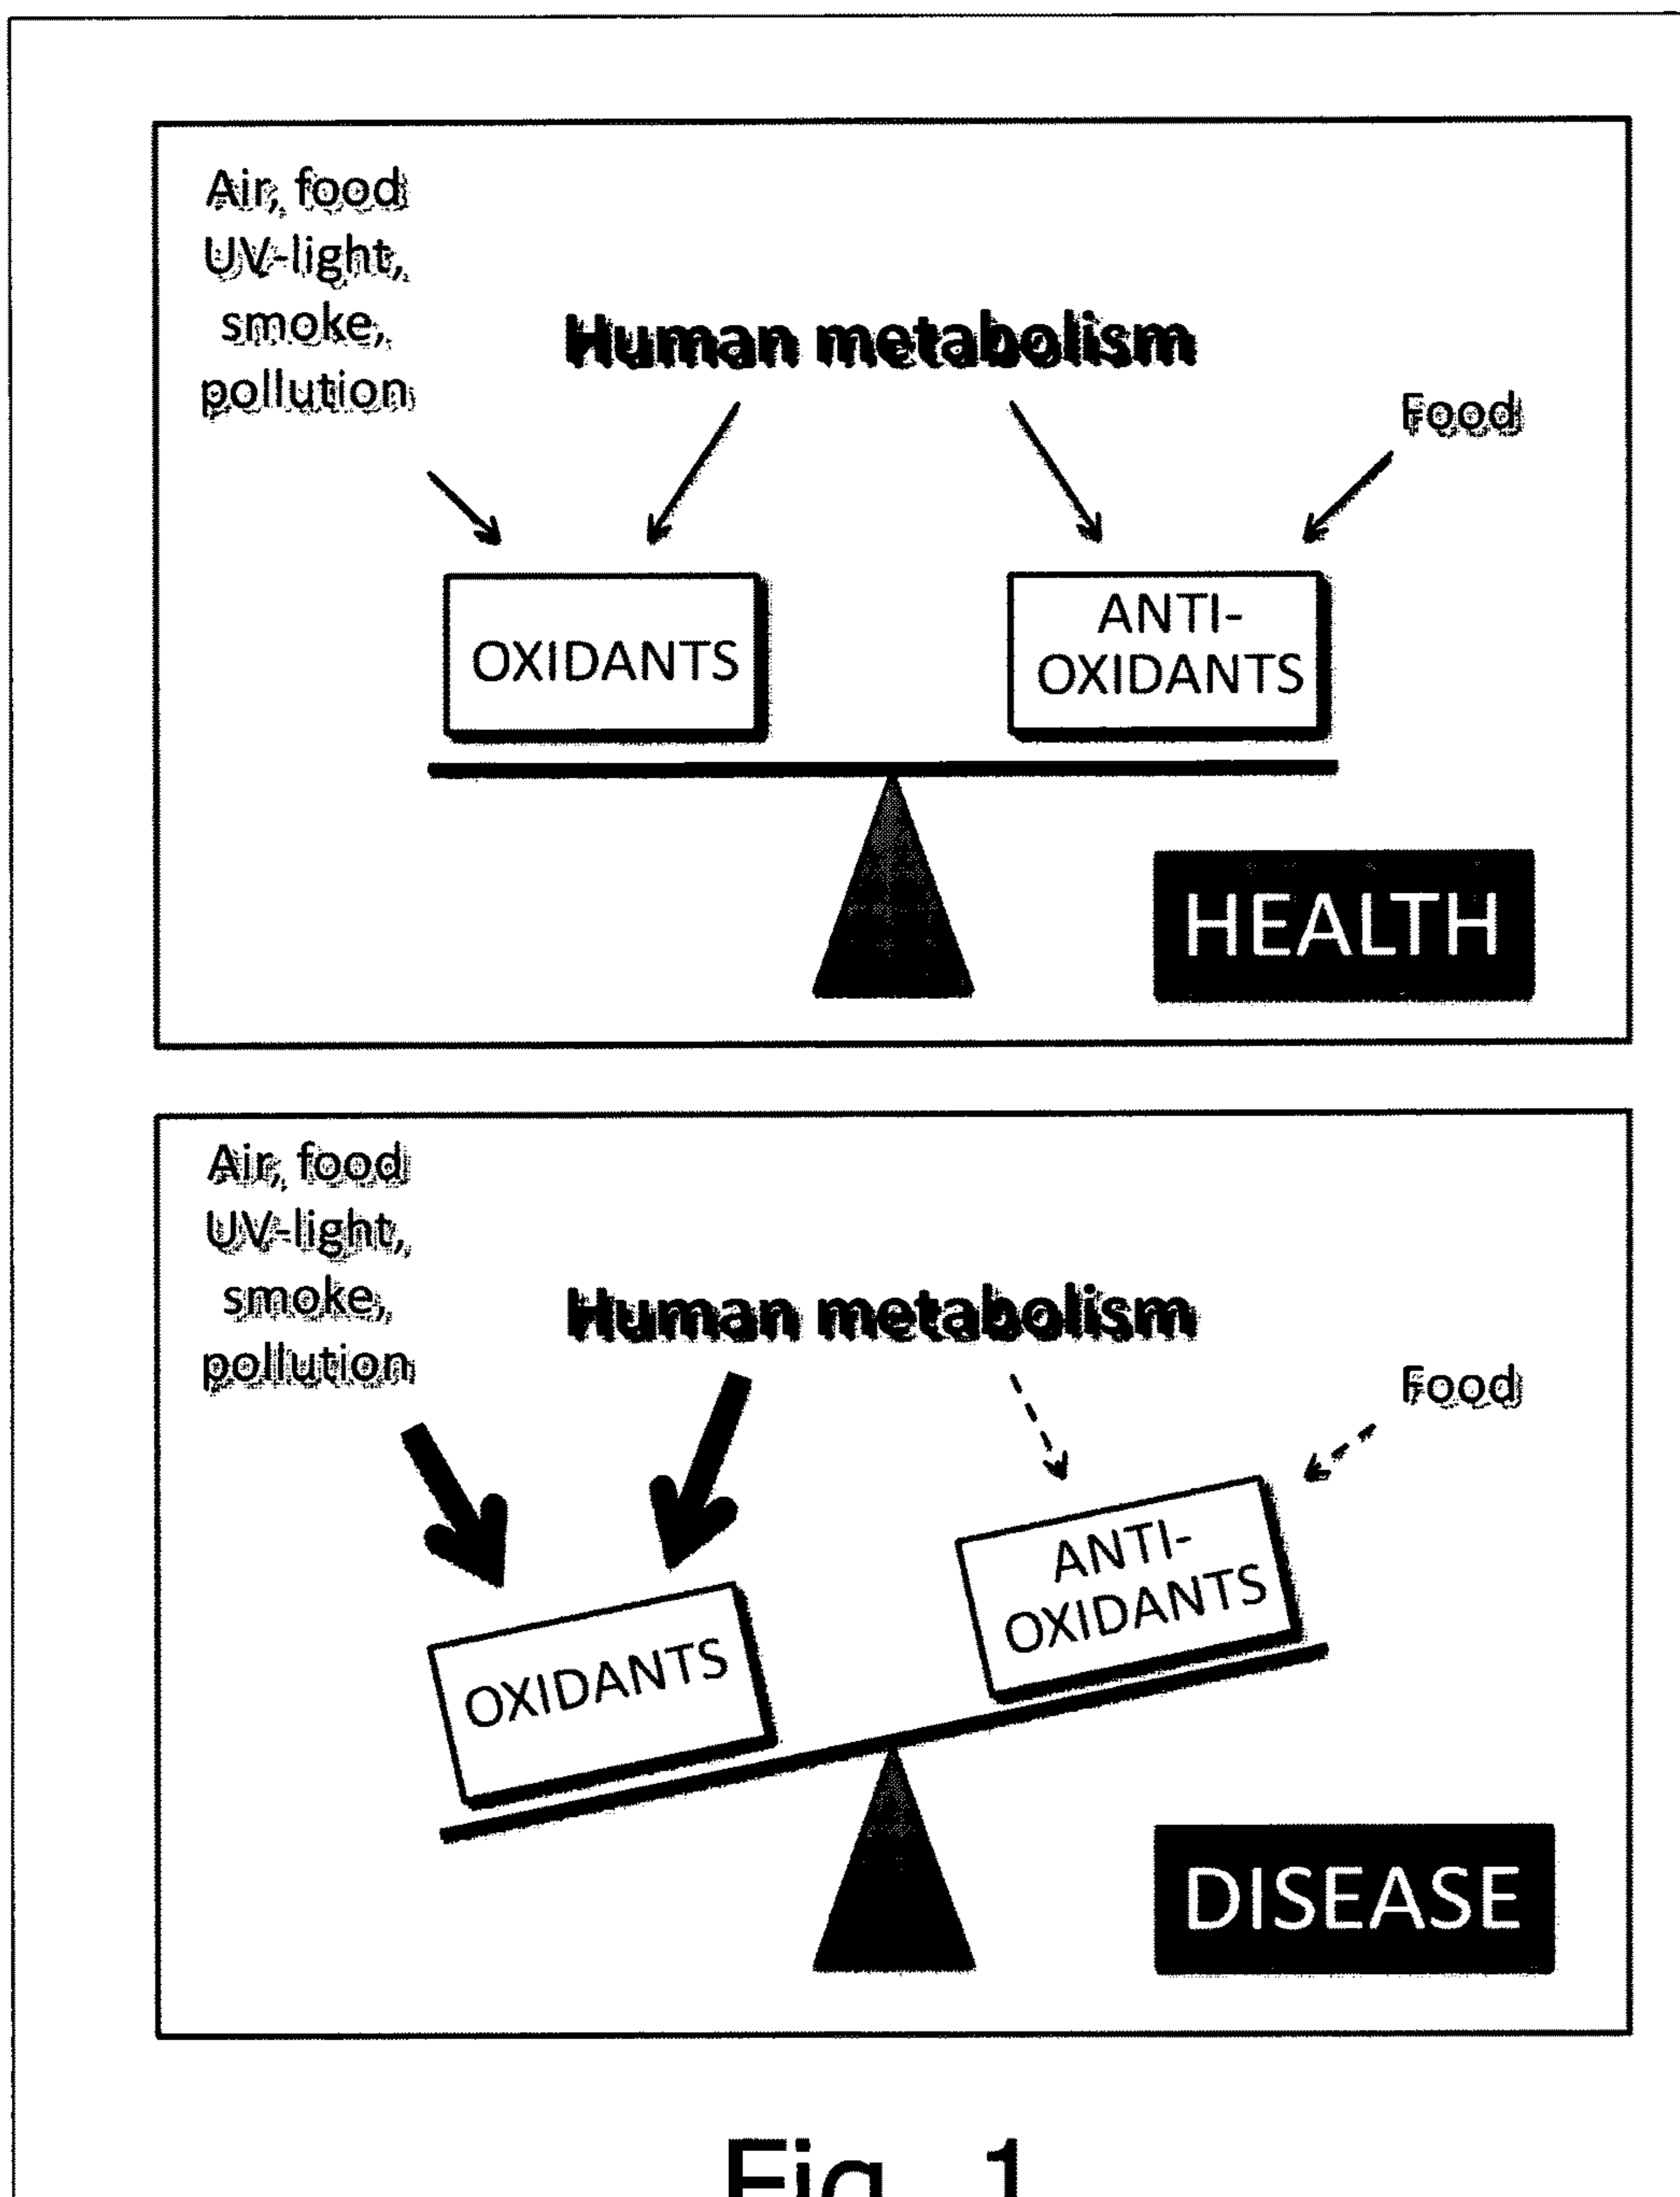 Air, food
UV-light,
smoke,
pollution
Human metabolism
Food
OXIDANTS
ANTI-
OXIDANTS
HEALTH
Air, food
UV-light,
smoke,
pollution
Human metabolism
Food
OXIDANTS
ANTI-
OXIDANTS
DISEASE
Fig. 1